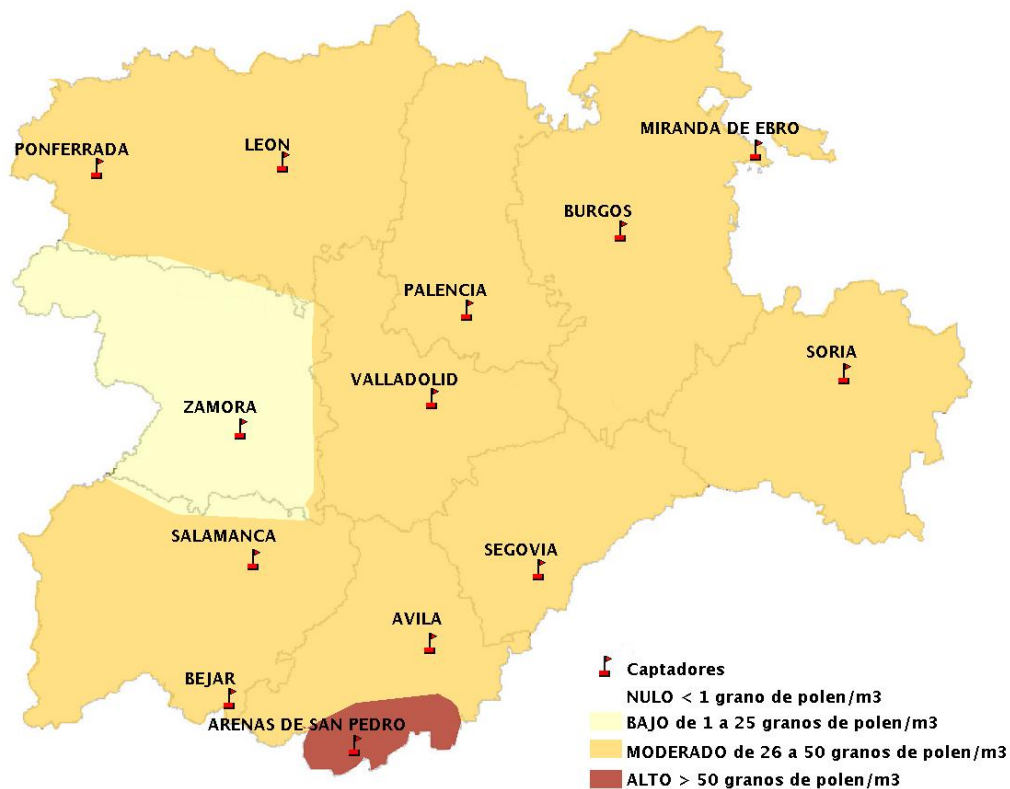 MIRANDA DE EBRO
PONFERRADA
LEON
BURGOS
PALENCIA
SORIA
VALLADOLID
ZAMORA
SALAMANCA
SEGOVIA
AVILA
BEJAR
ARENAS DE SAN PEDRO
Captadores
NULO < 1 grano de polen/m3
BAJO de 1 a 25 granos de polen/m3
MODERADO de 26 a 50 granos de polen/m3
ALTO > 50 granos de polen/m3